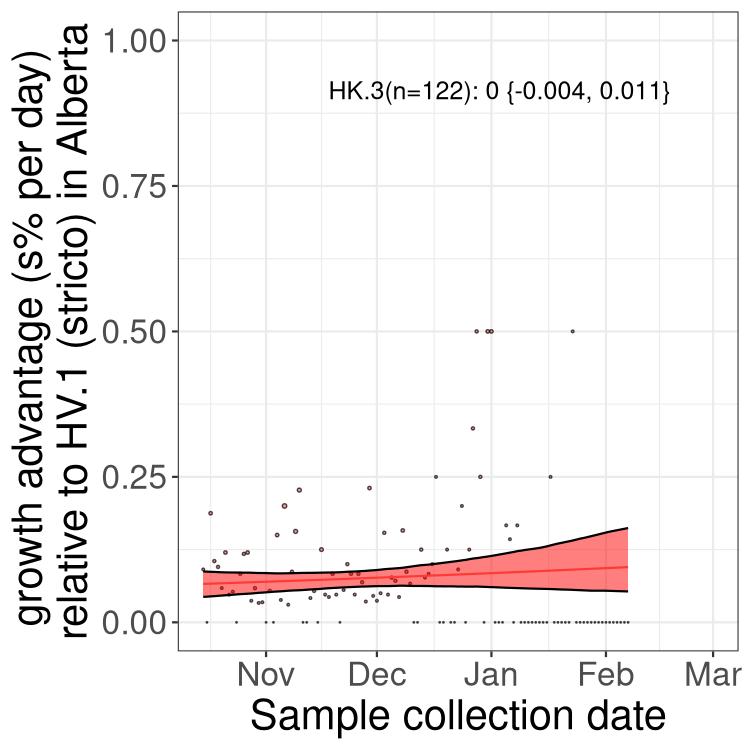 growth advantage (s% per day)
relative to HV.1 (stricto) in Alberta
1.00
0.75
0.50
0.25
0.00
HK.3(n=122): 0 {-0.004, 0.011}
Nov Dec Jan Feb Mar
Sample collection date